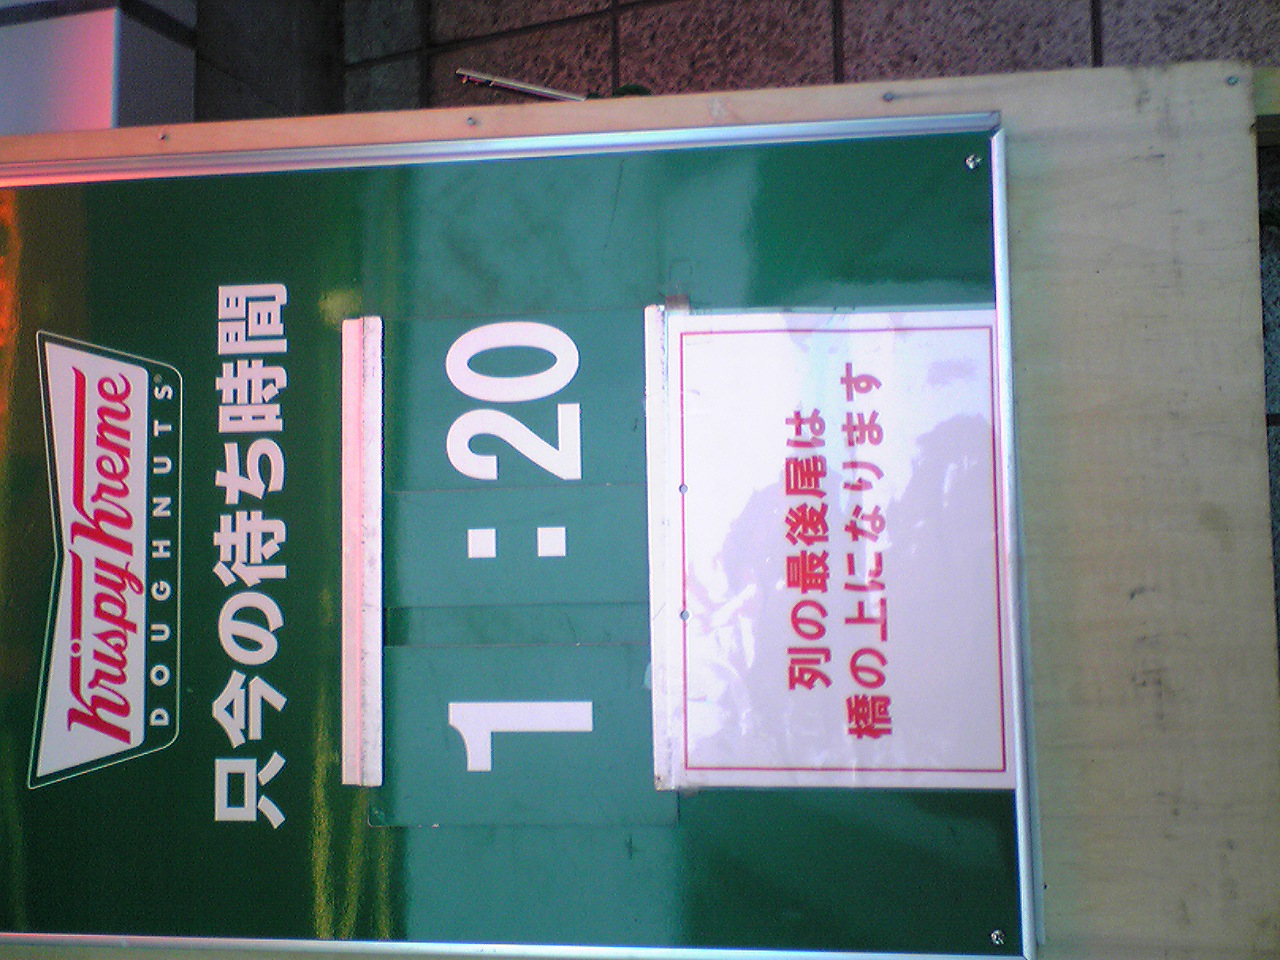 Krispy Kreme
DOUGHNUTS®
只今の待ち時間
1:20
列の最後尾は
橋の上になります